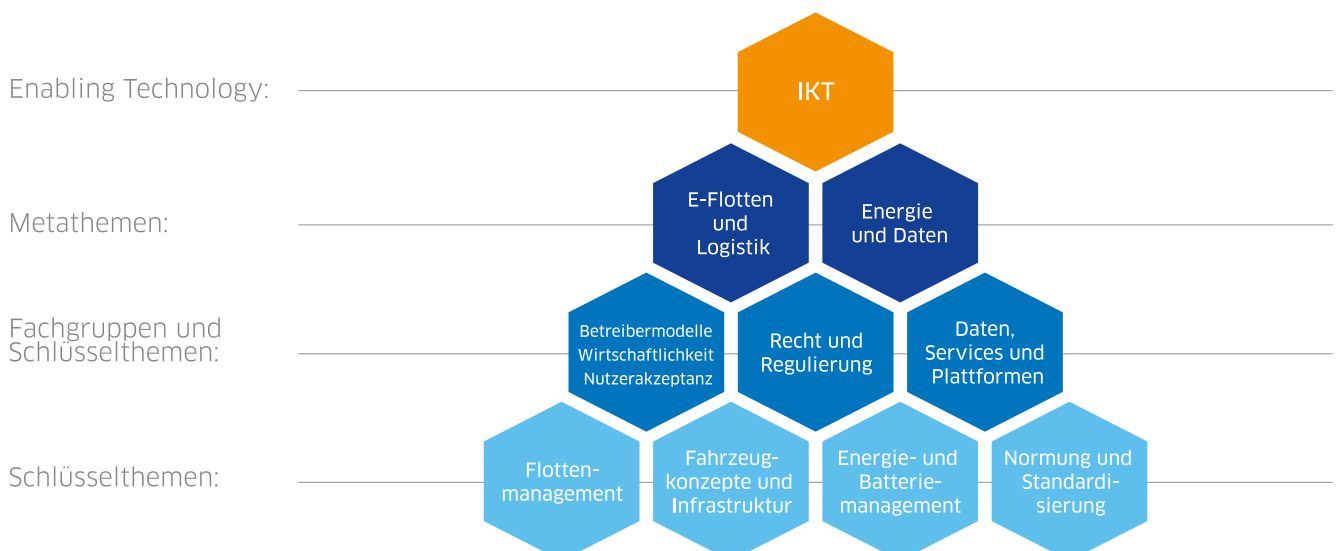 Enabling Technology:
IKT
Metathemen:
E-Flotten
und
Logistik
Energie
und Daten
Fachgruppen und
Schlüsselthemen:
Betreibermodelle
Wirtschaftlichkeit
Nutzerakzeptanz
Recht und
Regulierung
Daten,
Services und
Plattformen
Schlüsselthemen:
Flotten-
management
Fahrzeug-
konzepte und
Infrastruktur
Energie- und
Batterie-
management
Normung und
Standardi-
sierung